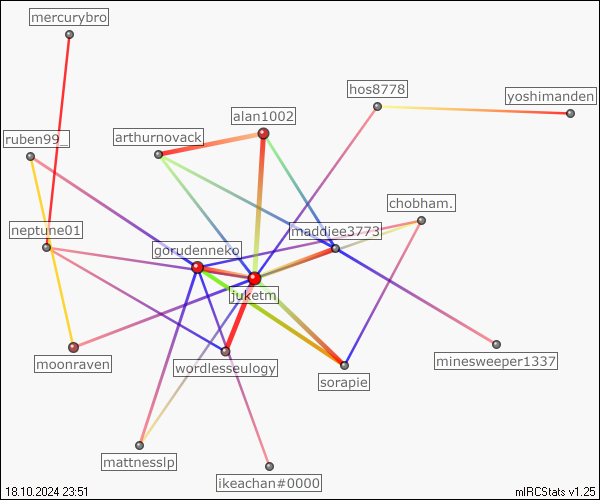 mercurybro
hos8778
yoshimanden
alan1002
arthurnovack
ruben99_
chobham.
neptune01
maddiee3773
gorudenneko
juketm
moonraven
wordlesseulogy
minesweeper1337
sorapie
mattnesslp
ikeachan#0000
18.10.2024 23:51
mIRCStats v1.25